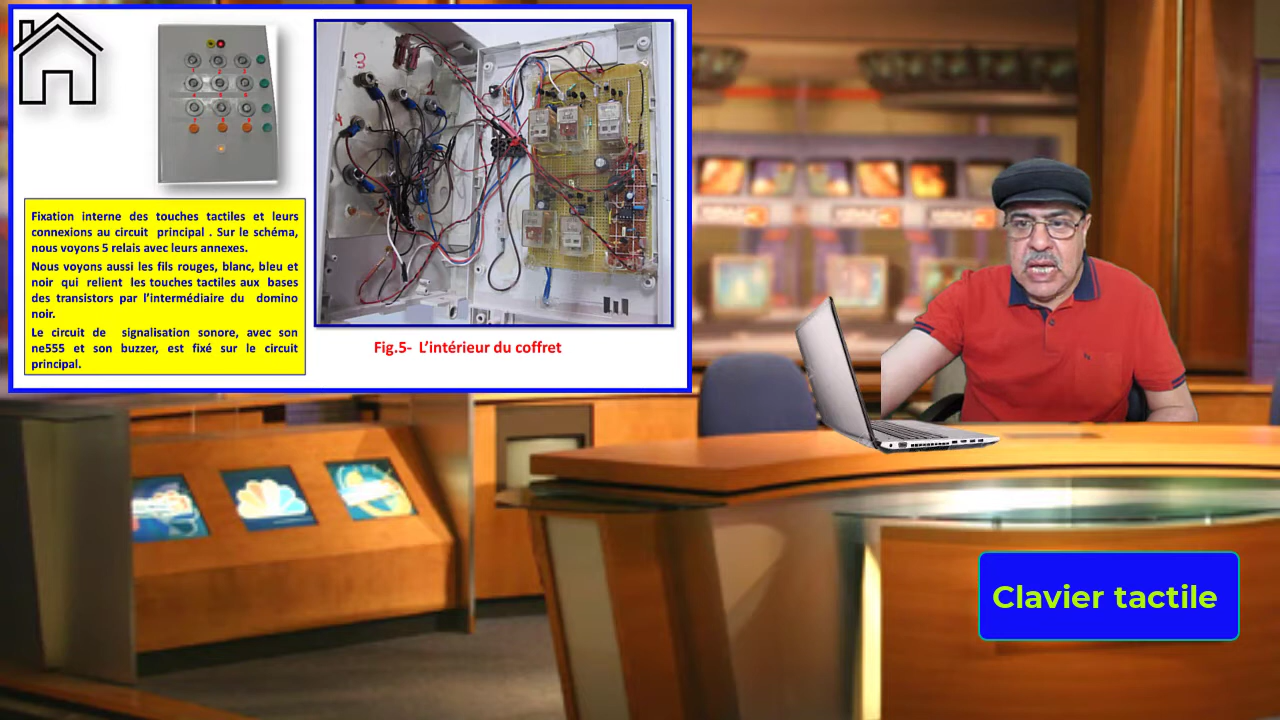 Fixation interne des touches tactiles et leurs
connexions au circuit principal . Sur le schéma,
nous voyons 5 relais avec leurs annexes.
Nous voyons aussi les fils rouges, blanc, bleu et
noir qui relient les touches tactiles aux bases
des transistors par l'intermédiaire du domino
noir.
Le circuit de signalisation sonore, avec son
ne555 et son buzzer, est fixé sur le circuit
principal.
3
4
Fig.5- L'intérieur du coffret
Clavier tactile